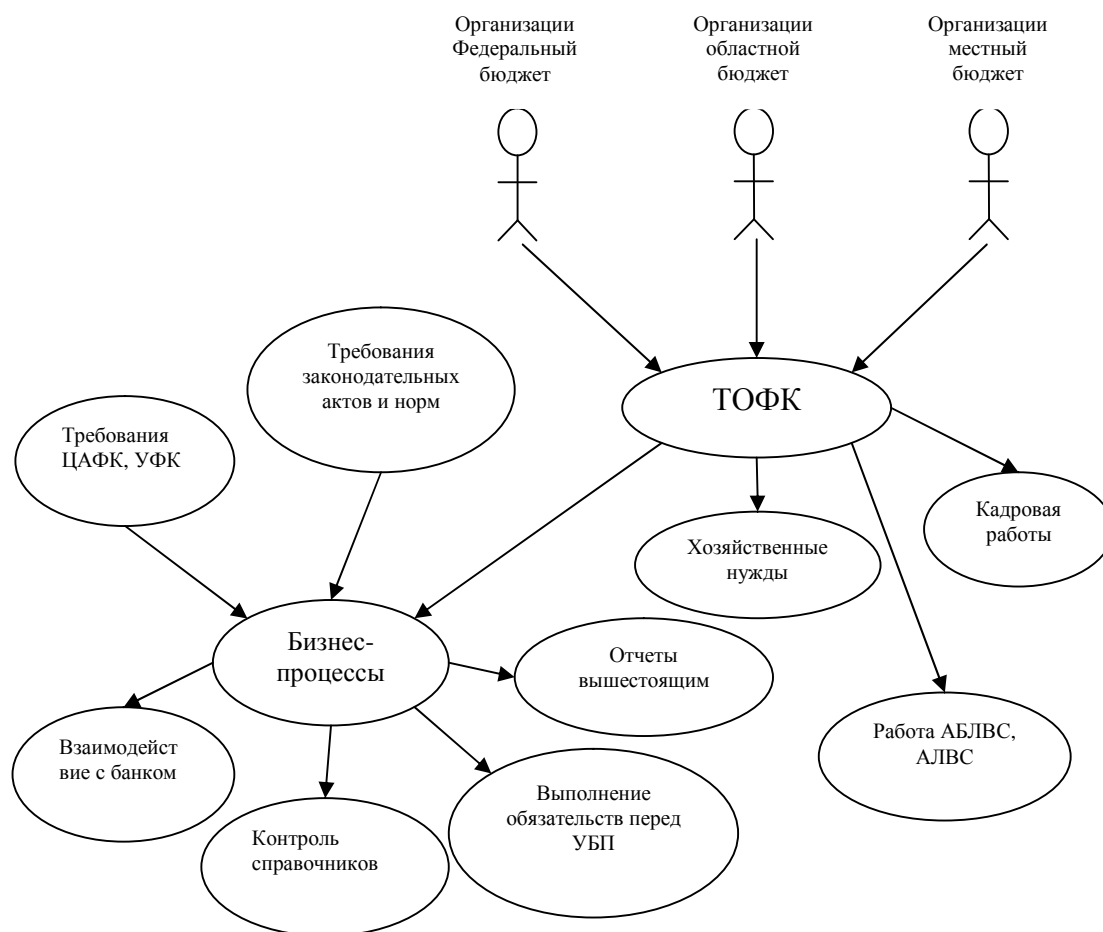 Организации
Федеральный
бюджет
Организации
областной
бюджет
Организации
местный
бюджет
ТОФК
Требования
законодательных
актов и норм
Требования
ЦАФК, УФК
Кадровая
работы
Хозяйственные
нужды
Бизнес-
процессы
Отчеты
вышестоящим
Работа АБЛВС,
АЛВС
Взаимодейст
вие с банком
Выполнение
обязательств перед
УБП
Контроль
справочников